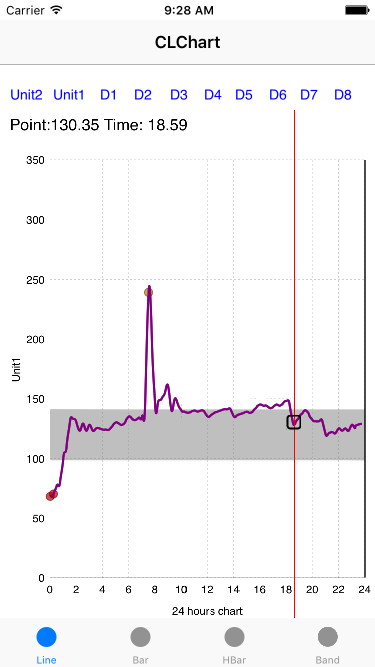 Carrier 9:28 AM
CLChart
Unit2 Unit1 D1 D2 D3 D4 D5 D6 D7 D8
Point:130.35 Time: 18.59
350
300
250
200
150
100
50
0
Unit1
0 2 4 6 8 10 12 14 16 18 20 22 24
24 hours chart
Line Bar HBar Band